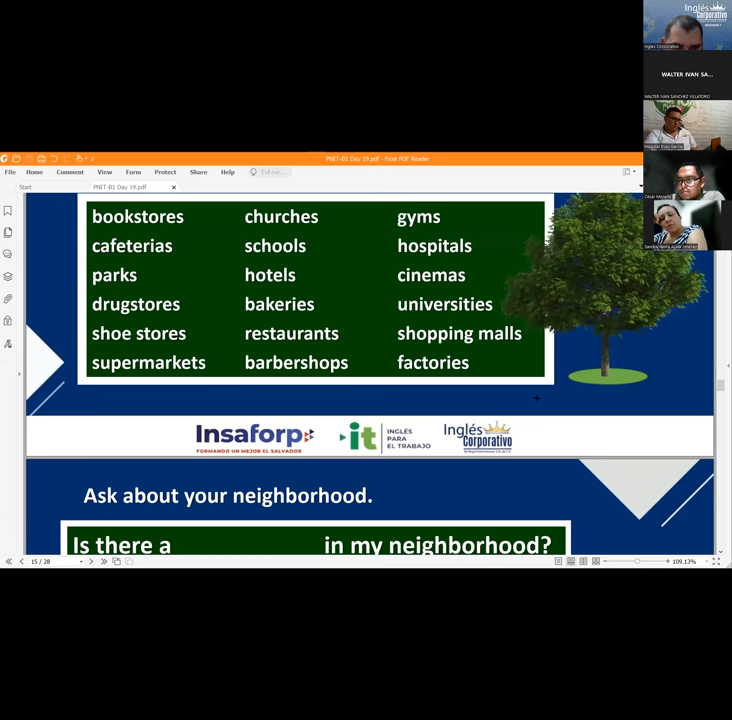 Inglés
Corporativo
Inglés Corporativo
WALTER IVAN SA...
WALTER IVAN SANCHEZ VILLATORO
PNIT-B1 Day 19.pdf - Foxit PDF Reader
File Home Comment View Form Protect Share Help Tell me...
Start PNIT-B1 Day 19.pdf
bookstores churches gyms
cafeterias schools hospitals
parks hotels cinemas
drugstores bakeries universities
shoe stores restaurants shopping malls
supermarkets barbershops factories
Insaforp
FORMANDO UN MEJOR EL SALVADOR
it
INGLÉS
PARA
EL TRABAJO
Inglés
Corporativo
Ask about your neighborhood.
Is there a in my neighborhood?
15 / 28
109.13%